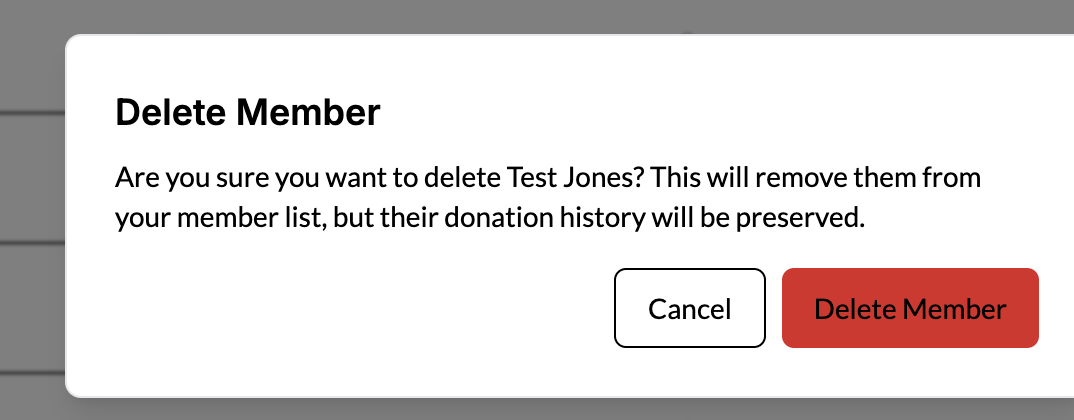 Delete Member
Are you sure you want to delete Test Jones? This will remove them from
your member list, but their donation history will be preserved.
Cancel
Delete Member